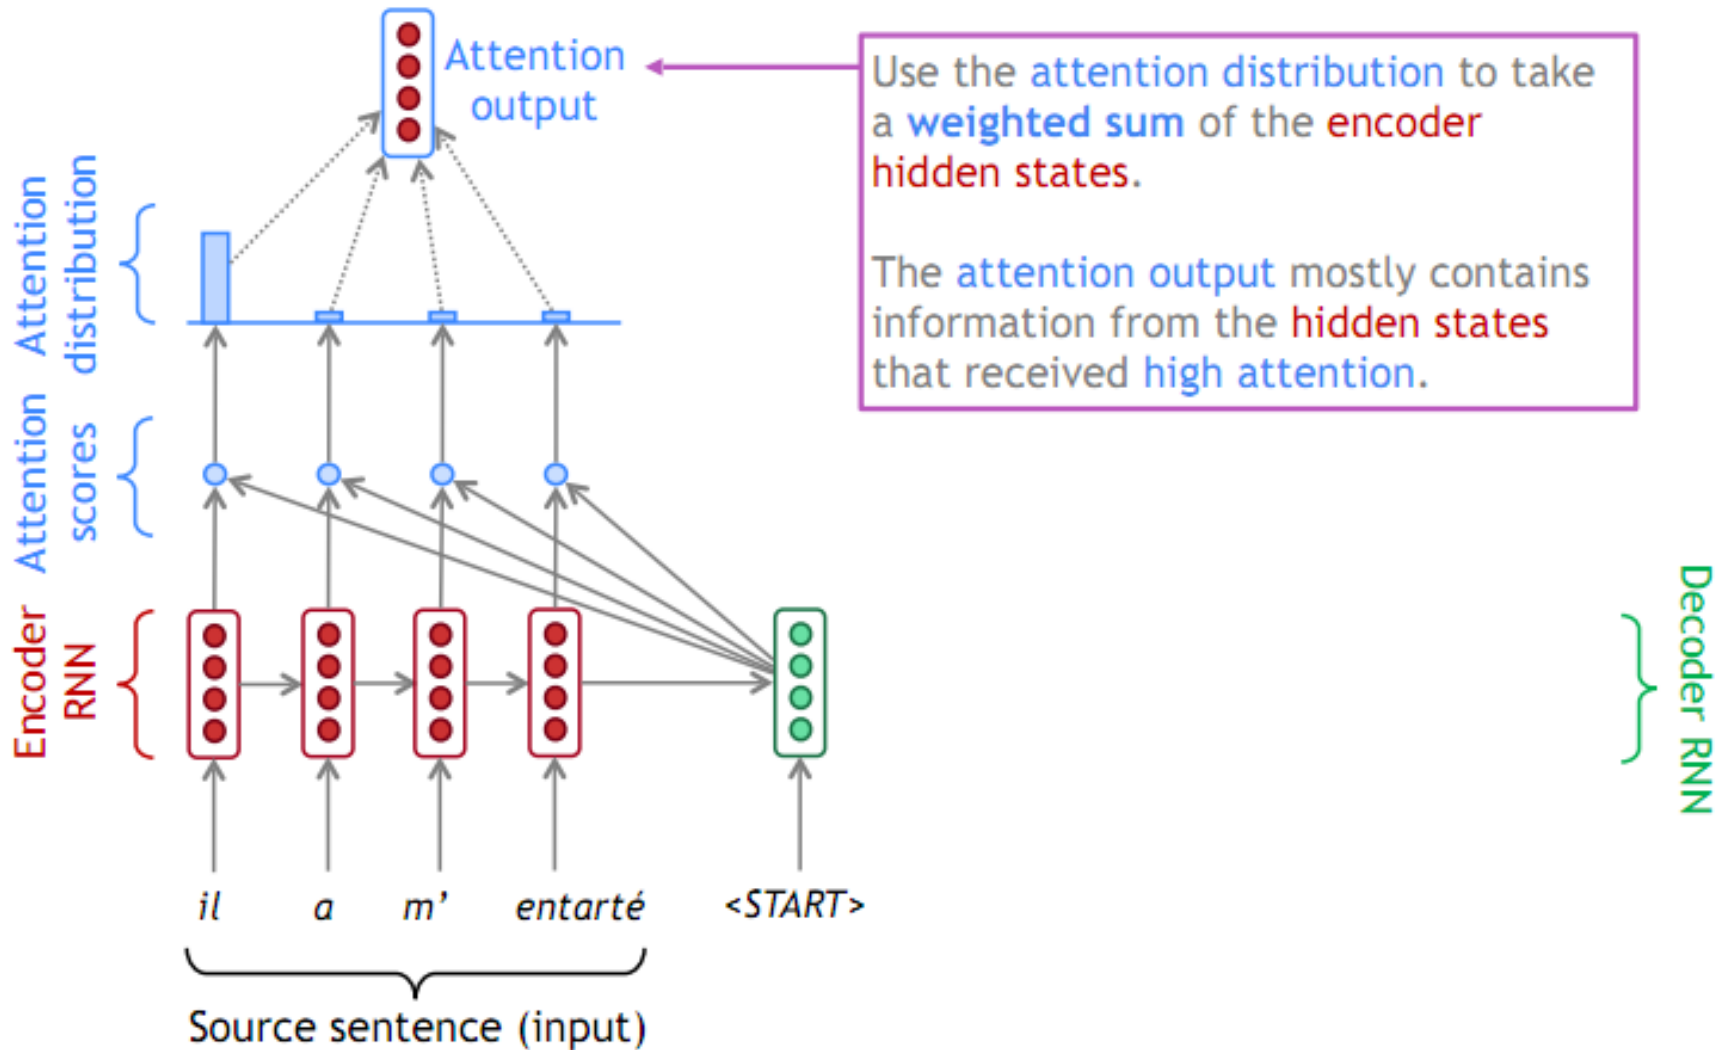 Attention
output
Use the attention distribution to take
a weighted sum of the encoder
hidden states.
The attention output mostly contains
information from the hidden states
that received high attention.
Attention
distribution
Attention
scores
Encoder
RNN
Decoder RNN
il a m’ entarté <START>
Source sentence (input)